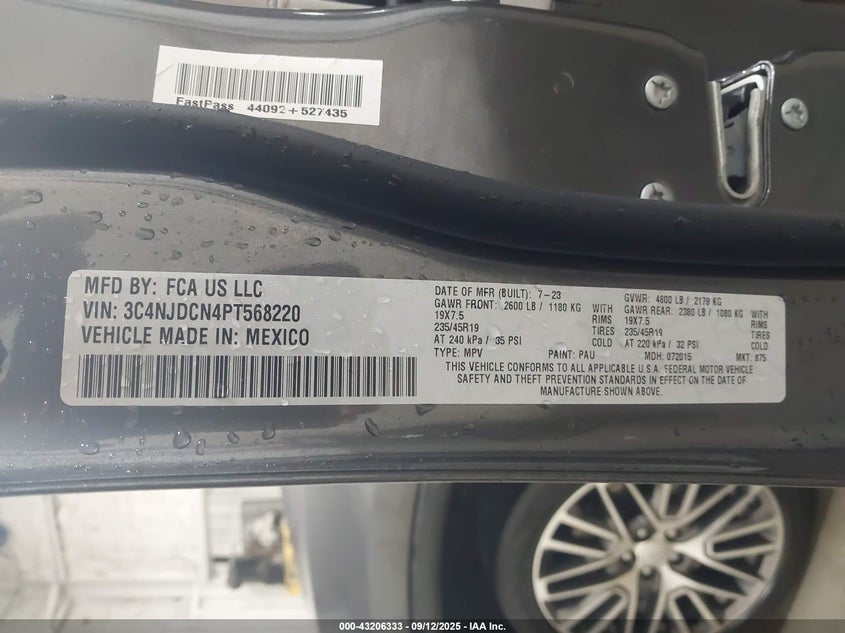 FastPass 44092+527435
MFD BY: FCA US LLC
VIN: 3C4NJDCN4PT568220
VEHICLE MADE IN: MEXICO
DATE OF MFR (BUILT): 7-23 GVWR: 4800 LB / 2179 KG
GAWR FRONT: 2600 LB / 1180 KG GAWR REAR: 2380 LB / 1080 KG
19X7.5 RIMS 19X7.5 RIMS
235/45R19 TIRES 235/45R19 TIRES
AT 240 kPa / 35 PSI COLD AT 220 kPa / 32 PSI COLD
TYPE: MPV PAINT: PAU MDH: 072015 MKT: 875
THIS VEHICLE CONFORMS TO ALL APPLICABLE U.S.A. FEDERAL MOTOR VEHICLE
SAFETY AND THEFT PREVENTION STANDARDS IN EFFECT ON THE DATE OF
MANUFACTURE SHOWN ABOVE.
000-43206333 - 09/12/2025 - IAA Inc.